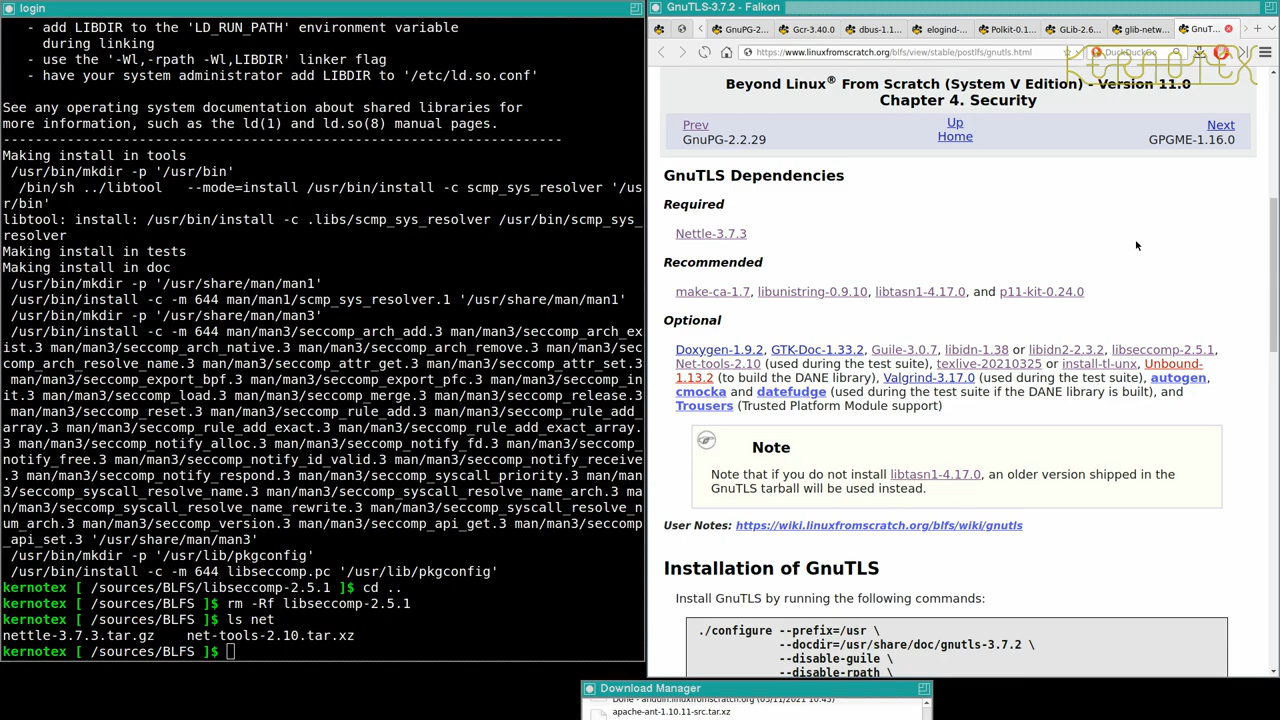 login
- add LIBDIR to the 'LD_RUN_PATH' environment variable
during linking
- use the '-Wl,-rpath -Wl,LIBDIR' linker flag
- have your system administrator add LIBDIR to '/etc/ld.so.conf'
See any operating system documentation about shared libraries for
more information, such as the ld(1) and ld.so(8) manual pages.
----------------------------------------------------------------------
Making install in tools
/usr/bin/mkdir -p '/usr/bin'
/bin/sh ../libtool   --mode=install /usr/bin/install -c scmp_sys_resolver '/us
r/bin'
libtool: install: /usr/bin/install -c .libs/scmp_sys_resolver /usr/bin/scmp_sys_
resolver
Making install in tests
Making install in doc
/usr/bin/mkdir -p '/usr/share/man/man1'
/usr/bin/install -c -m 644 man/man1/scmp_sys_resolver.1 '/usr/share/man/man1'
/usr/bin/mkdir -p '/usr/share/man/man3'
/usr/bin/install -c -m 644 man/man3/seccomp_arch_add.3 man/man3/seccomp_arch_ex
ist.3 man/man3/seccomp_arch_native.3 man/man3/seccomp_arch_remove.3 man/man3/sec
comp_arch_resolve_name.3 man/man3/seccomp_attr_get.3 man/man3/seccomp_attr_set.3
man/man3/seccomp_export_bpf.3 man/man3/seccomp_export_pfc.3 man/man3/seccomp_in
it.3 man/man3/seccomp_load.3 man/man3/seccomp_merge.3 man/man3/seccomp_release.3
man/man3/seccomp_reset.3 man/man3/seccomp_rule_add.3 man/man3/seccomp_rule_add_
array.3 man/man3/seccomp_rule_add_exact.3 man/man3/seccomp_rule_add_exact_array.
3 man/man3/seccomp_notify_alloc.3 man/man3/seccomp_notify_fd.3 man/man3/seccomp_
notify_free.3 man/man3/seccomp_notify_id_valid.3 man/man3/seccomp_notify_receive
.3 man/man3/seccomp_notify_respond.3 man/man3/seccomp_syscall_priority.3 man/man
3/seccomp_syscall_resolve_name.3 man/man3/seccomp_syscall_resolve_name_arch.3 ma
n/man3/seccomp_syscall_resolve_name_rewrite.3 man/man3/seccomp_syscall_resolve_n
um_arch.3 man/man3/seccomp_version.3 man/man3/seccomp_api_get.3 man/man3/seccomp
_api_set.3 '/usr/share/man/man3'
/usr/bin/mkdir -p '/usr/lib/pkgconfig'
/usr/bin/install -c -m 644 libseccomp.pc '/usr/lib/pkgconfig'
kernotex [ /sources/BLFS/libseccomp-2.5.1 ]$ cd ..
kernotex [ /sources/BLFS ]$ rm -Rf libseccomp-2.5.1
kernotex [ /sources/BLFS ]$ ls net
nettle-3.7.3.tar.gz    net-tools-2.10.tar.xz
kernotex [ /sources/BLFS ]$
GnuTLS-3.7.2 - Falkon
GnuPG-2... Gcr-3.40.0 dbus-1.1... elogind-... Polkit-0.1... GLib-2.6... glib-netw... GnuT...
https://www.linuxfromscratch.org/blfs/view/stable/postlfs/gnutls.html DuckDuckGo
KERNOTEX
Beyond Linux® From Scratch (System V Edition) - Version 11.0
Chapter 4. Security
Prev Up Next
GnuPG-2.2.29 Home GPGME-1.16.0
GnuTLS Dependencies
Required
Nettle-3.7.3
Recommended
make-ca-1.7, libunistring-0.9.10, libtasn1-4.17.0, and p11-kit-0.24.0
Optional
Doxygen-1.9.2, GTK-Doc-1.33.2, Guile-3.0.7, libidn-1.38 or libidn2-2.3.2, libseccomp-2.5.1,
Net-tools-2.10 (used during the test suite), texlive-20210325 or install-tl-unx, Unbound-
1.13.2 (to build the DANE library), Valgrind-3.17.0 (used during the test suite), autogen,
cmocka and datefudge (used during the test suite if the DANE library is built), and
Trousers (Trusted Platform Module support)
Note
Note that if you do not install libtasn1-4.17.0, an older version shipped in the
GnuTLS tarball will be used instead.
User Notes: https://wiki.linuxfromscratch.org/blfs/wiki/gnutls
Installation of GnuTLS
Install GnuTLS by running the following commands:
./configure --prefix=/usr \
--docdir=/usr/share/doc/gnutls-3.7.2 \
--disable-guile \
--disable-rpath \
Download Manager
apache-ant-1.10.11-src.tar.xz